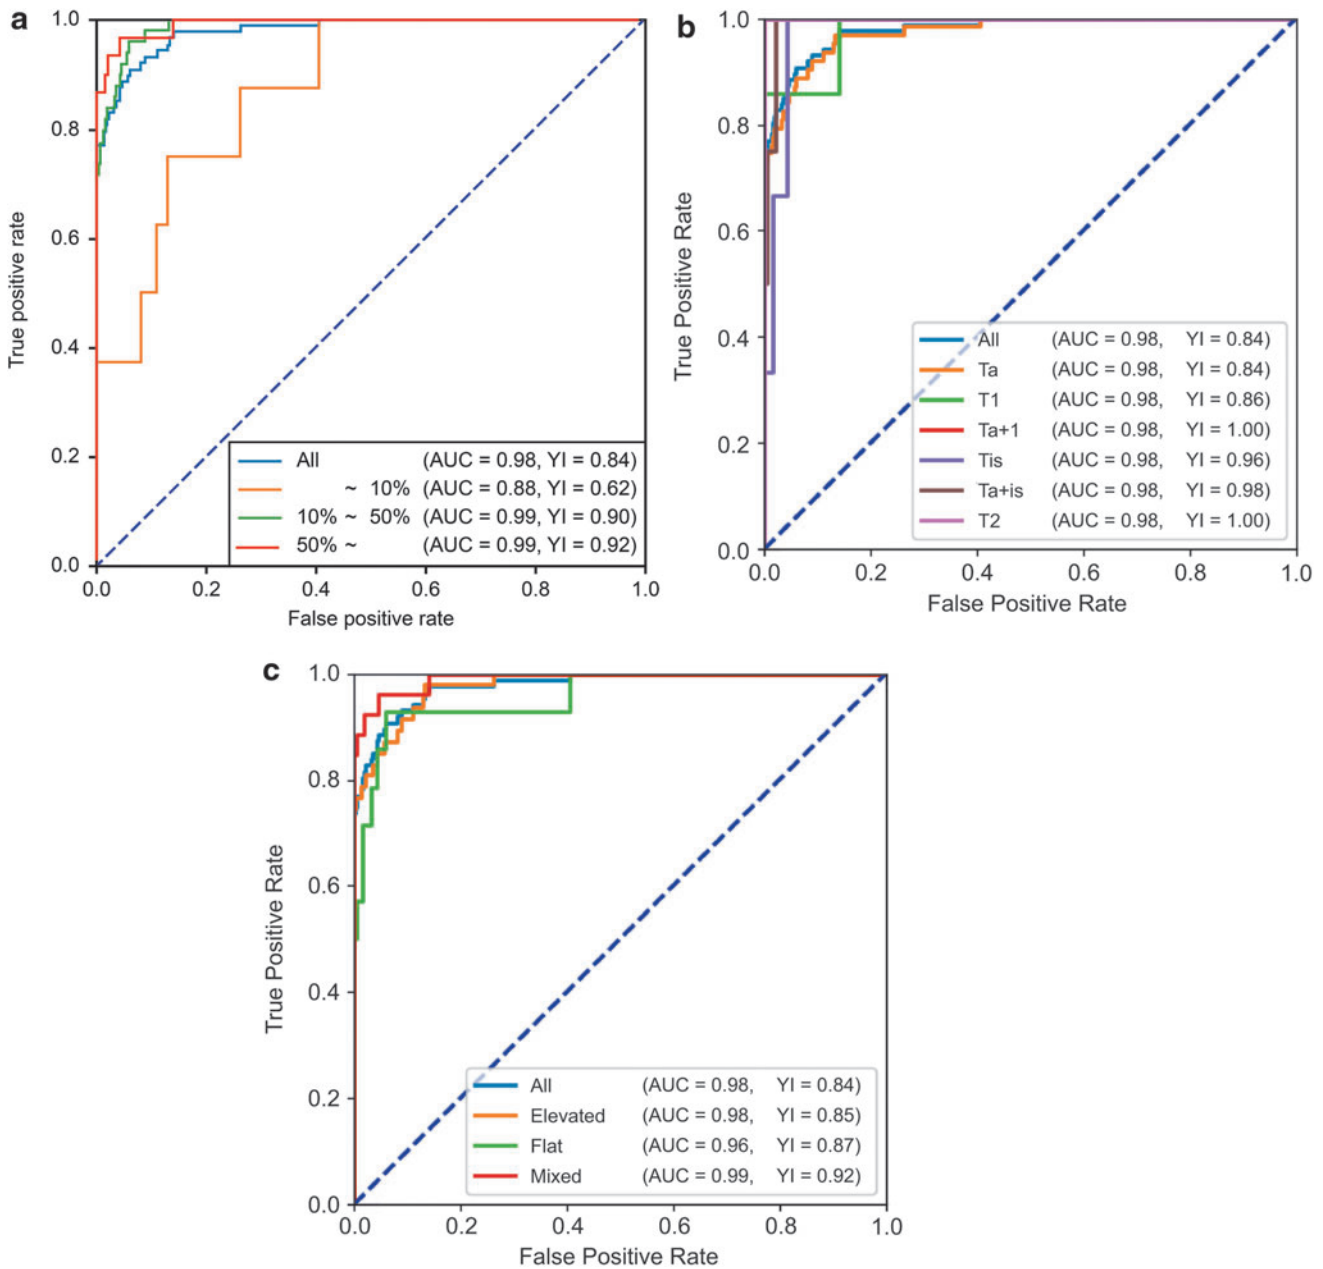 a
1.0
0.8
0.6
0.4
0.2
0.0
True positive rate
All (AUC = 0.98, YI = 0.84)
~ 10% (AUC = 0.88, YI = 0.62)
10% ~ 50% (AUC = 0.99, YI = 0.90)
50% ~ (AUC = 0.99, YI = 0.92)
0.0 0.2 0.4 0.6 0.8 1.0
False positive rate
b
1.0
0.8
0.6
0.4
0.2
0.0
True Positive Rate
All (AUC = 0.98, YI = 0.84)
Ta (AUC = 0.98, YI = 0.84)
T1 (AUC = 0.98, YI = 0.86)
Ta+1 (AUC = 0.98, YI = 1.00)
Tis (AUC = 0.98, YI = 0.96)
Ta+is (AUC = 0.98, YI = 0.98)
T2 (AUC = 0.98, YI = 1.00)
0.0 0.2 0.4 0.6 0.8 1.0
False Positive Rate
c
1.0
0.8
0.6
0.4
0.2
0.0
True Positive Rate
All (AUC = 0.98, YI = 0.84)
Elevated (AUC = 0.98, YI = 0.85)
Flat (AUC = 0.96, YI = 0.87)
Mixed (AUC = 0.99, YI = 0.92)
0.0 0.2 0.4 0.6 0.8 1.0
False Positive Rate